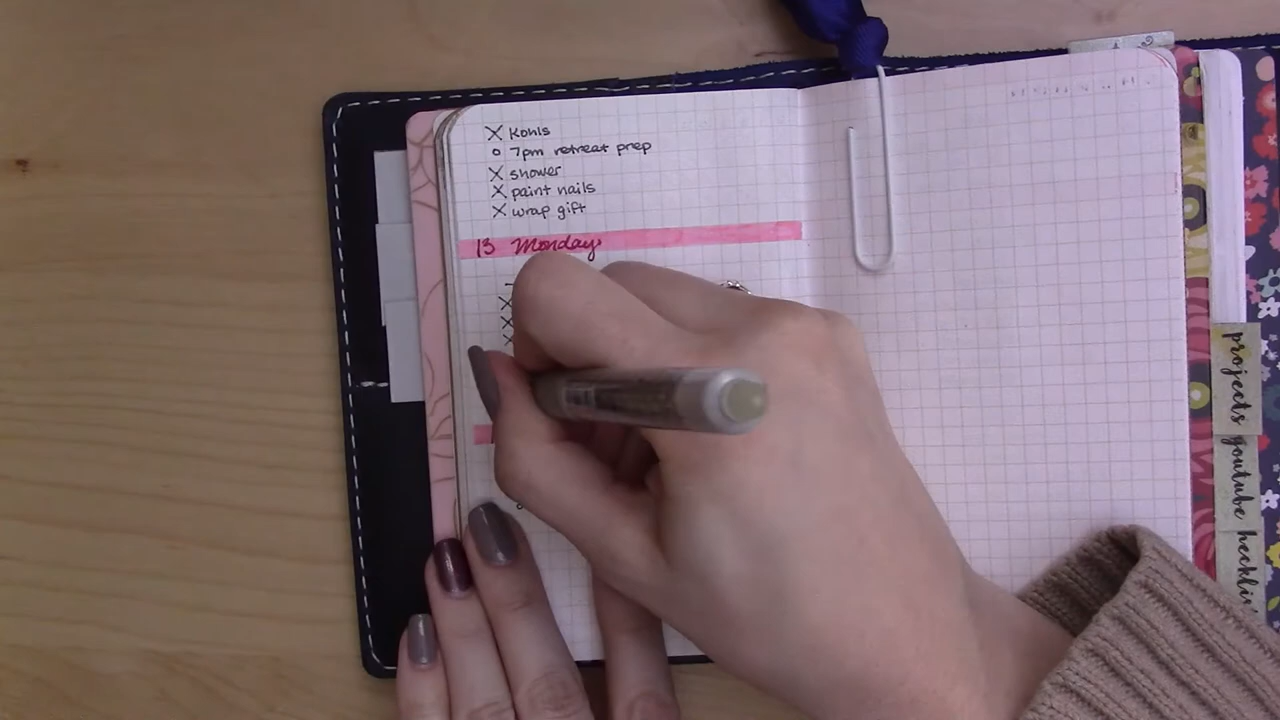 X Kohls
o 7pm retreat prep
X shower
X paint nails
X wrap gift
13 Monday
X
X
X
projects
youtube